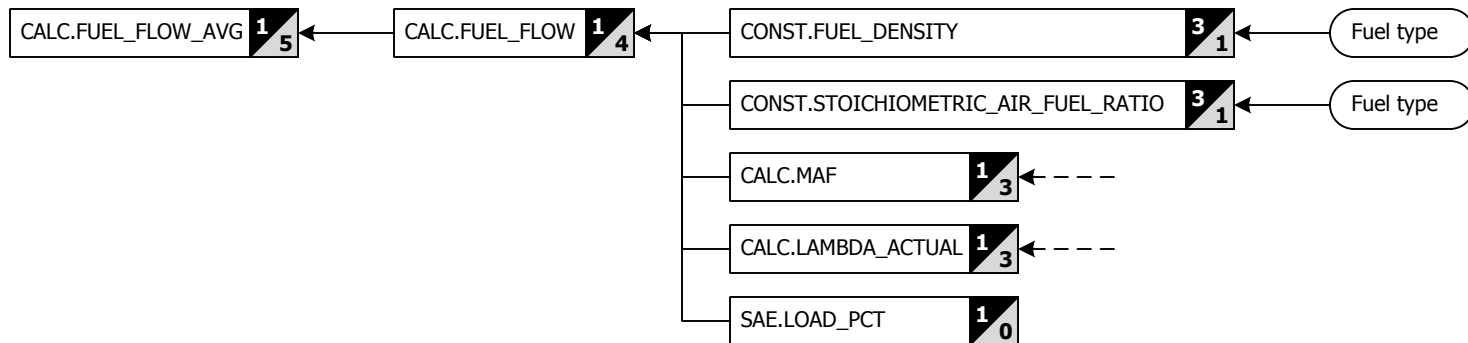 CALC.FUEL_FLOW_AVG 1 5
CALC.FUEL_FLOW 1 4
CONST.FUEL_DENSITY 3 1
Fuel type
CONST.STOICHIOMETRIC_AIR_FUEL_RATIO 3 1
Fuel type
CALC.MAF 1 3
CALC.LAMBDA_ACTUAL 1 3
SAE.LOAD_PCT 1 0